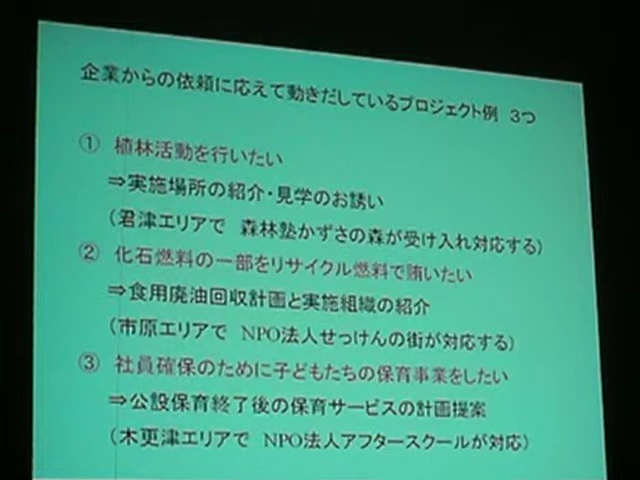 企業からの依頼に応えて動きだしているプロジェクト例 3つ
① 植林活動を行いたい
⇒実施場所の紹介・見学のお誘い
（君津エリアで 森林塾かずさの森が受け入れ対応する）
② 化石燃料の一部をリサイクル燃料で賄いたい
⇒食用廃油回収計画と実施組織の紹介
（市原エリアで NPO法人せっけんの街が対応する）
③ 社員確保のために子どもたちの保育事業をしたい
⇒公設保育終了後の保育サービスの計画提案
（木更津エリアで NPO法人アフタースクールが対応）